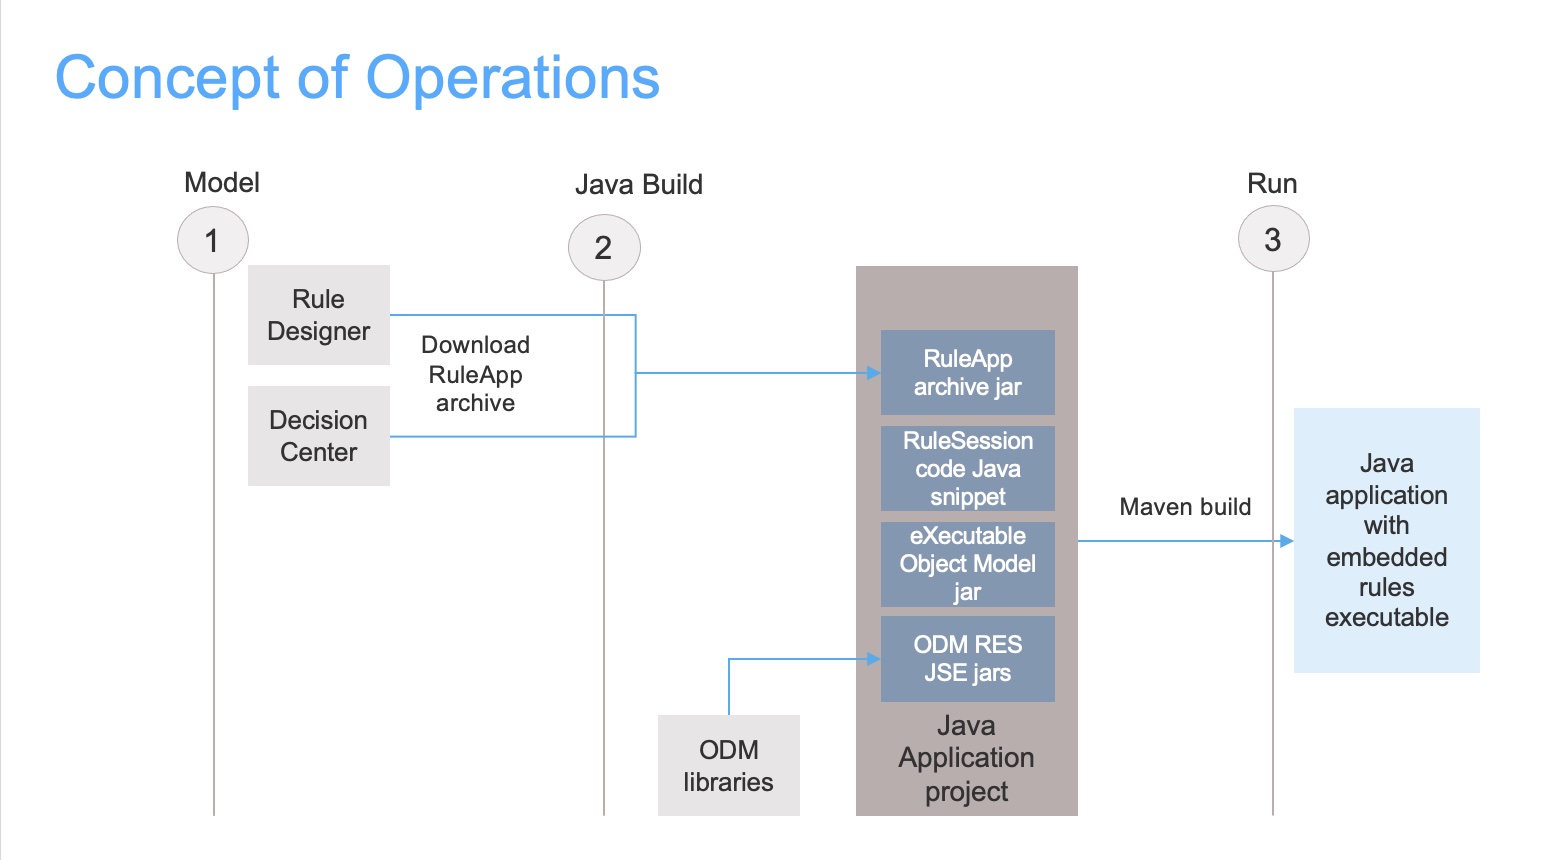 Concept of Operations
Model
Java Build
Run
1
2
3
Rule
Designer
Decision
Center
Download
RuleApp
archive
RuleApp
archive jar
RuleSession
code Java
snippet
eXecutable
Object Model
jar
ODM RES
JSE jars
Java
Application
project
ODM
libraries
Maven build
Java
application
with
embedded
rules
executable